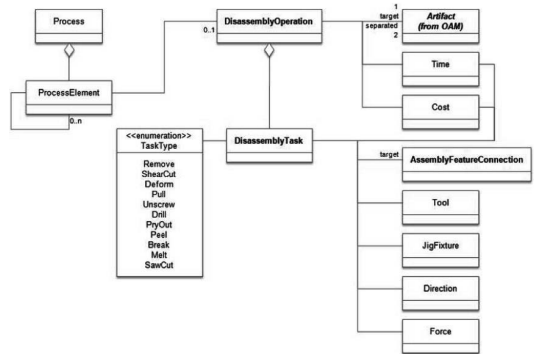 Process
DisassemblyOperation
1
target
separated
2
Artifact
(from OAM)
0..1
Time
ProcessElement
0..n
Cost
<<enumeration>>
TaskType
Remove
ShearCut
Deform
Pull
Unscrew
Drill
PryOut
Peel
Break
Melt
SawCut
DisassemblyTask
target
AssemblyFeatureConnection
Tool
JigFixture
Direction
Force